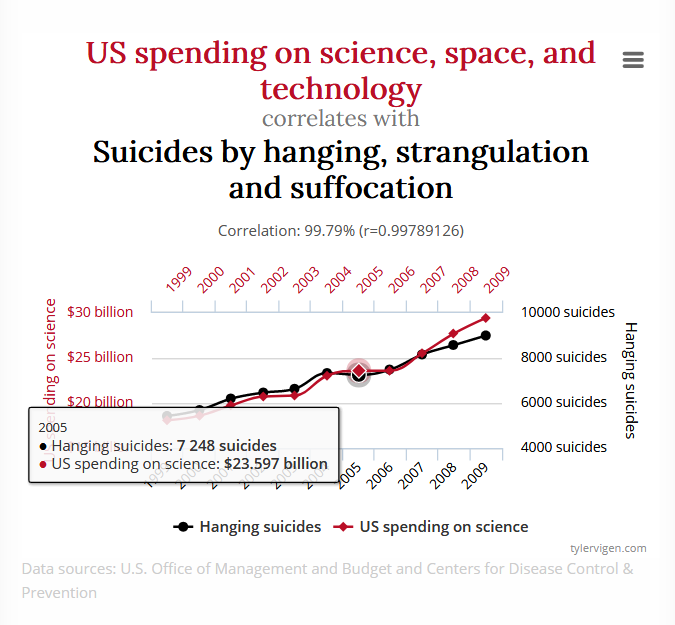 US spending on science, space, and
technology
correlates with
Suicides by hanging, strangulation
and suffocation
Correlation: 99.79% (r=0.99789126)
1999 2000 2001 2002 2003 2004 2005 2006 2007 2008 2009
$30 billion
10000 suicides
$25 billion
8000 suicides
$20 billion
6000 suicides
4000 suicides
spending on science
Hanging suicides
2005
Hanging suicides: 7 248 suicides
US spending on science: $23.597 billion
2005 2006 2007 2008 2009
Hanging suicides US spending on science
tylervigen.com
Data sources: U.S. Office of Management and Budget and Centers for Disease Control &
Prevention